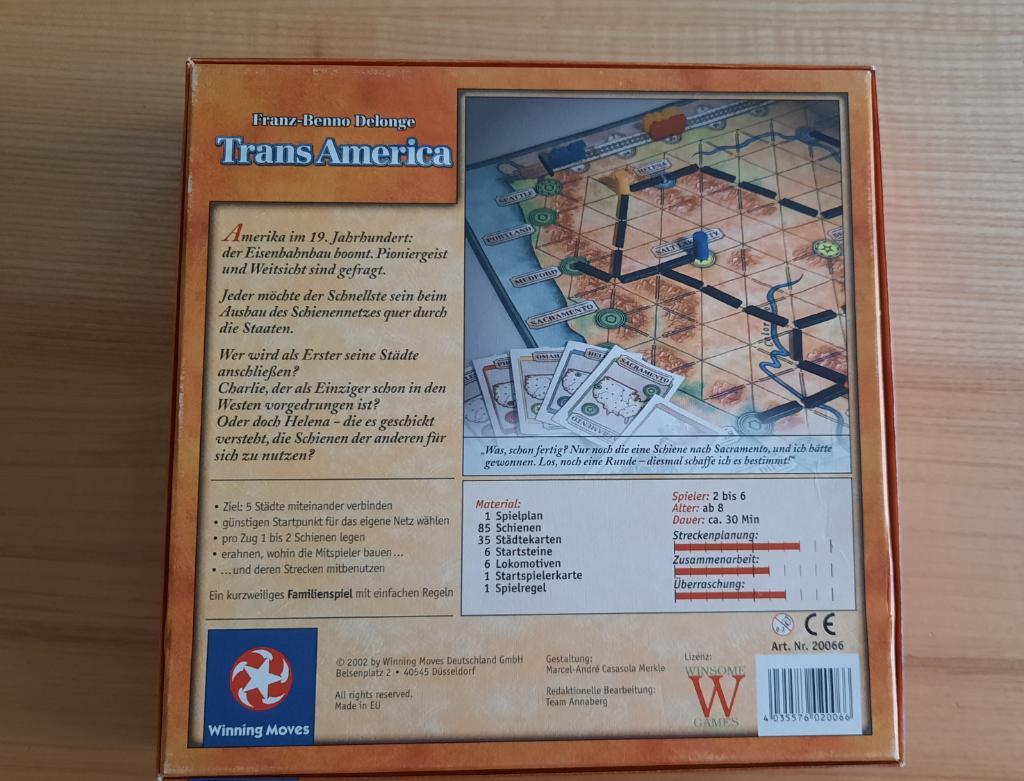 Franz-Benno Delonge
TransAmerica
Amerika im 19. Jahrhundert:
der Eisenbahnbau boomt. Pioniergeist
und Weitsicht sind gefragt.
Jeder möchte der Schnellste sein beim
Ausbau des Schienennetzes quer durch
die Staaten.
Wer wird als Erster seine Städte
anschließen?
Charlie, der als Einziger schon in den
Westen vorgedrungen ist?
Oder doch Helena – die es geschickt
versteht, die Schienen der anderen für
sich zu nutzen?
• Ziel: 5 Städte miteinander verbinden
• günstigen Startpunkt für das eigene Netz wählen
• pro Zug 1 bis 2 Schienen legen
• erahnen, wohin die Mitspieler bauen ...
• ...und deren Strecken mitbenutzen
Ein kurzweiliges Familienspiel mit einfachen Regeln
HELENA
SEATTLE
PORTLAND
SALT LAKE CITY
MEDFORD
SACRAMENTO
Color
OMAH
HEL
SACRAMENTO
SACRAMENTO
„Was, schon fertig? Nur noch die eine Schiene nach Sacramento, und ich hätte
gewonnen. Los, noch eine Runde – diesmal schaffe ich es bestimmt!“
Material:
1 Spielplan
85 Schienen
35 Städtekarten
6 Startsteine
6 Lokomotiven
1 Startspielerkarte
1 Spielregel
Spieler: 2 bis 6
Alter: ab 8
Dauer: ca. 30 Min
Streckenplanung:
Zusammenarbeit:
Überraschung:
0-3
CE
Art. Nr. 20066
Winning Moves
© 2002 by Winning Moves Deutschland GmbH
Belsenplatz 2 • 40545 Düsseldorf
All rights reserved.
Made in EU
Gestaltung:
Marcel-André Casasola Merkle
Redaktionelle Bearbeitung:
Team Annaberg
Lizenz:
WINSOME
W
GAMES
4 035576 020066